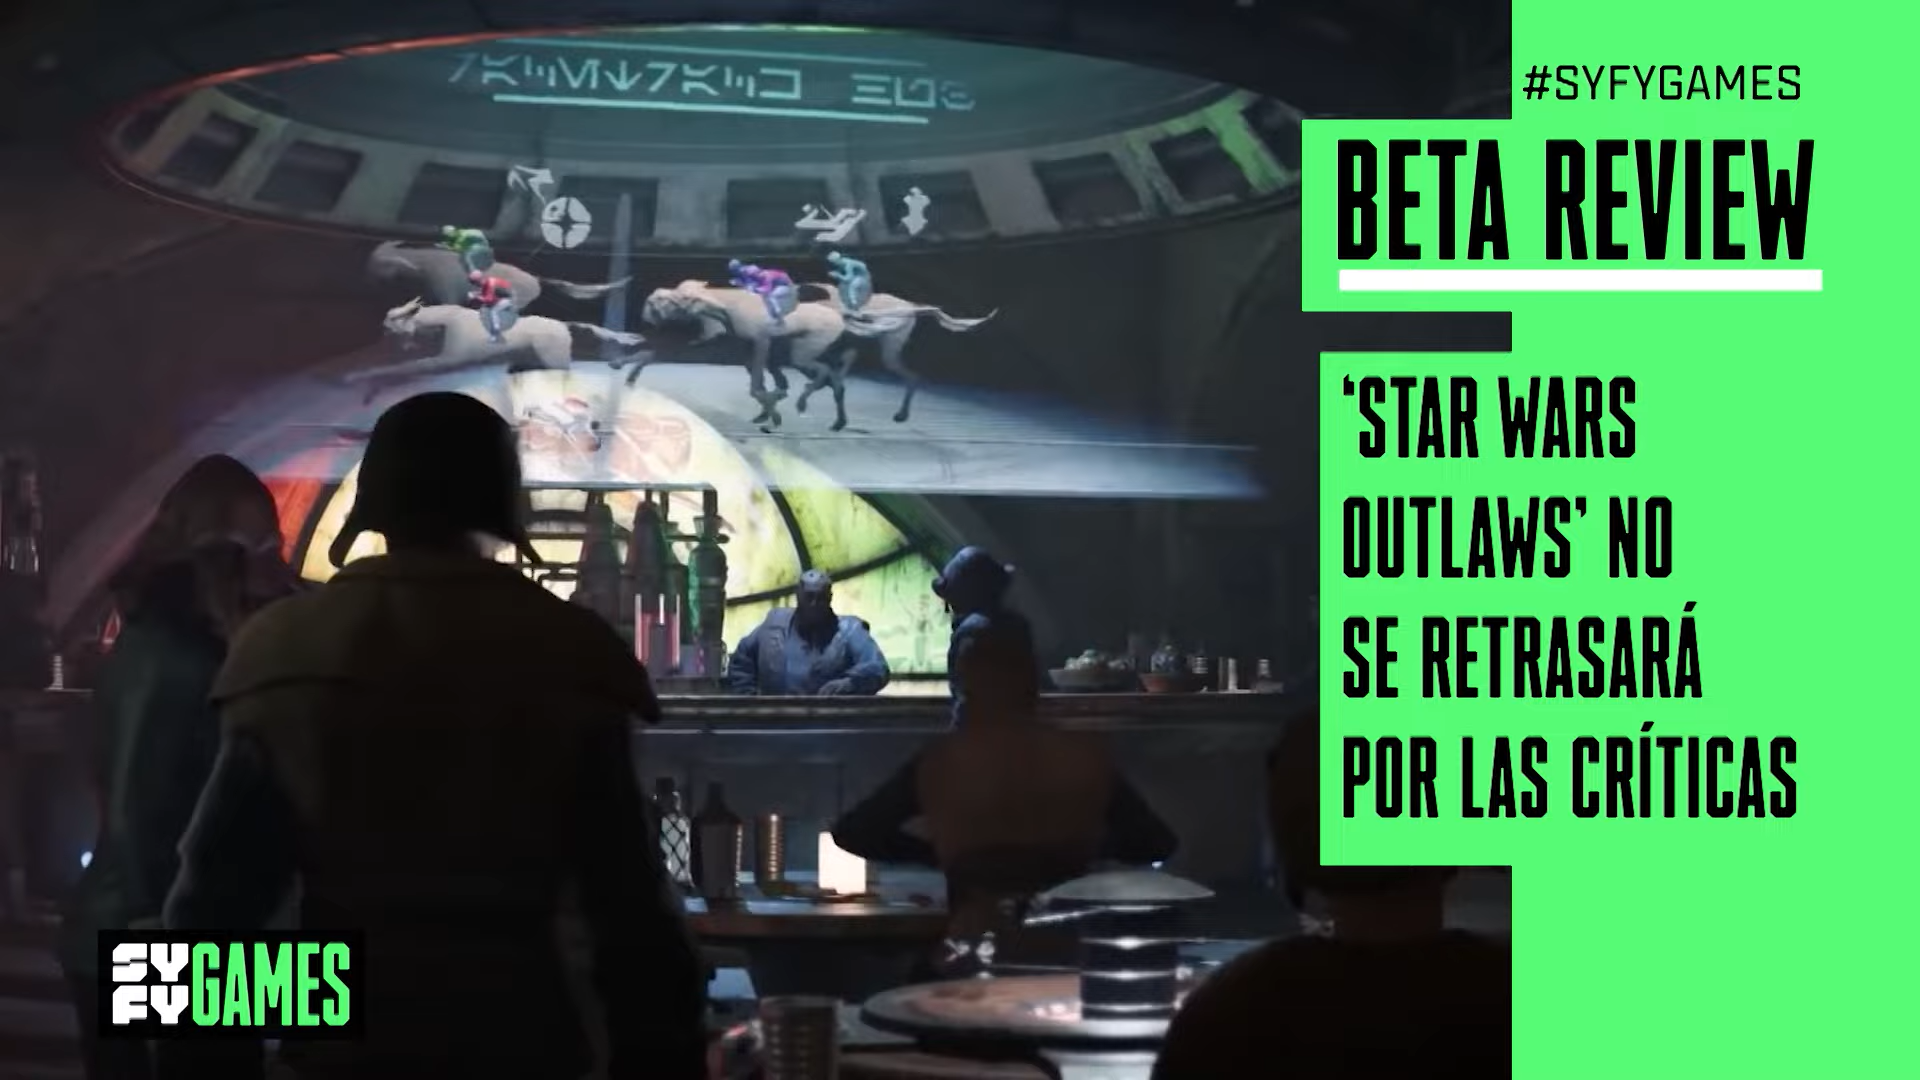 #SYFYGAMES
BETA REVIEW
‘STAR WARS
OUTLAWS’ NO
SE RETRASARÁ
POR LAS CRÍTICAS
SYFY GAMES